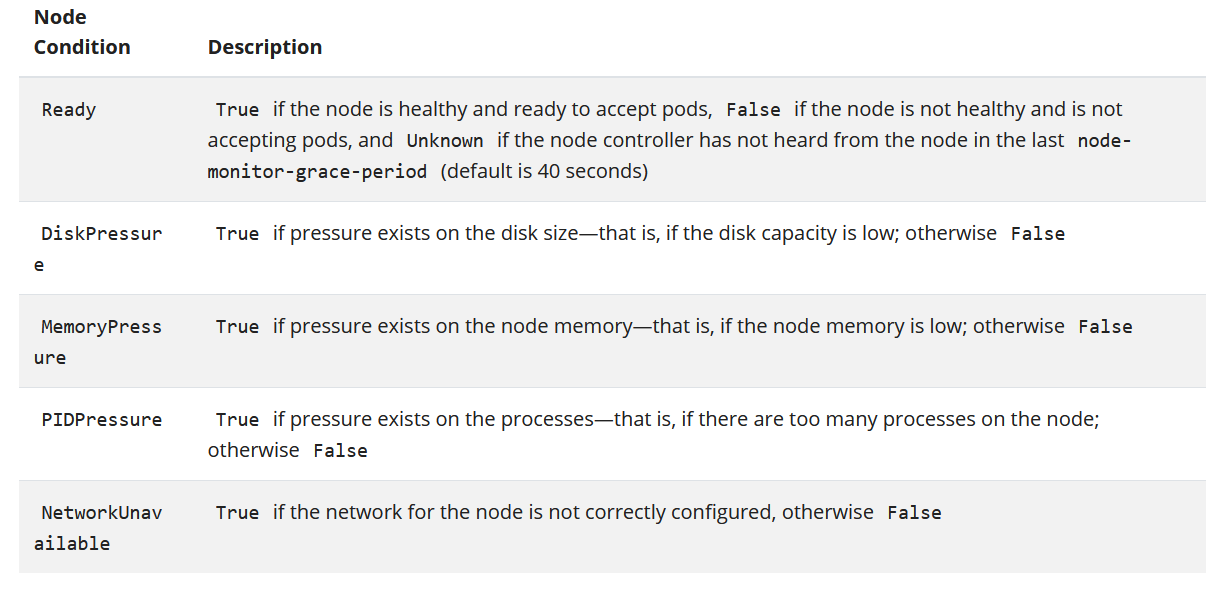 Node
Condition Description
Ready True if the node is healthy and ready to accept pods, False if the node is not healthy and is not
accepting pods, and Unknown if the node controller has not heard from the node in the last node-
monitor-grace-period (default is 40 seconds)
DiskPressur True if pressure exists on the disk size—that is, if the disk capacity is low; otherwise False
e
MemoryPress True if pressure exists on the node memory—that is, if the node memory is low; otherwise False
ure
PIDPressure True if pressure exists on the processes—that is, if there are too many processes on the node;
otherwise False
NetworkUnav True if the network for the node is not correctly configured, otherwise False
ailable